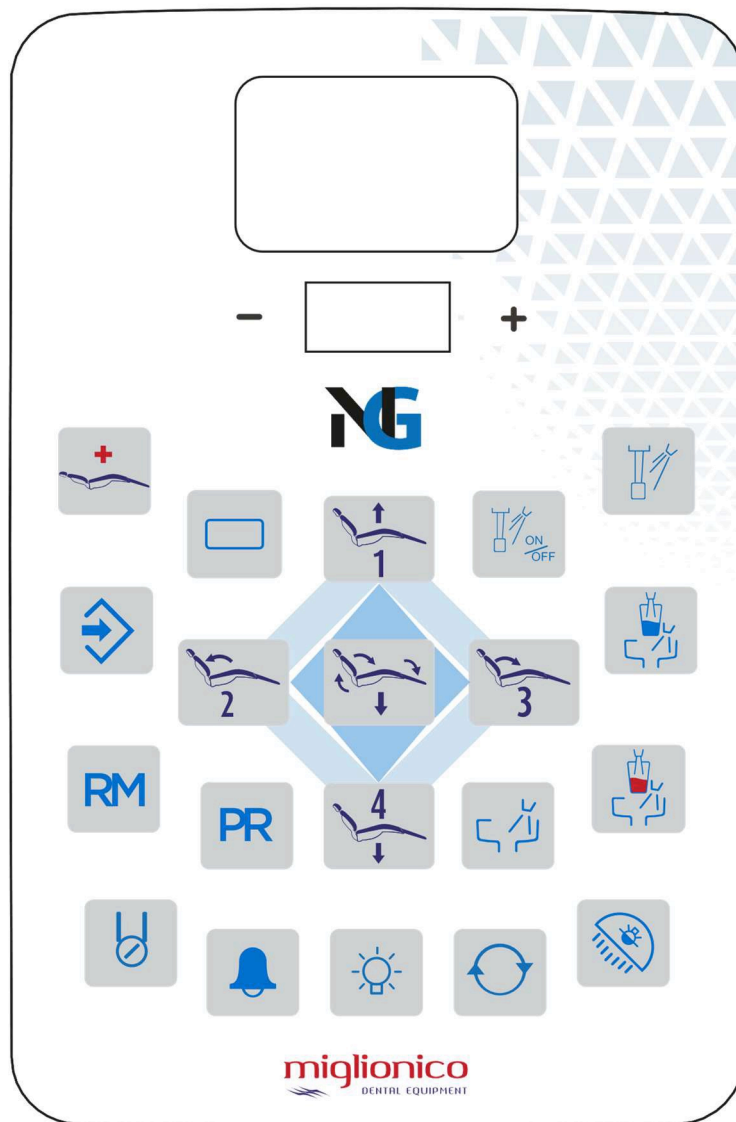 - +
NG
1
ON
OFF
2
3
RM
PR
4
miglionico
DENTAL EQUIPMENT